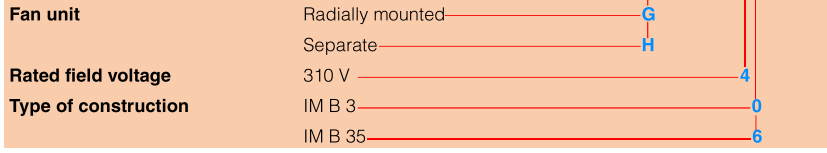 Fan unit Radially mounted G
Separate H
Rated field voltage 310 V 4
Type of construction IM B 3 0
IM B 35 6